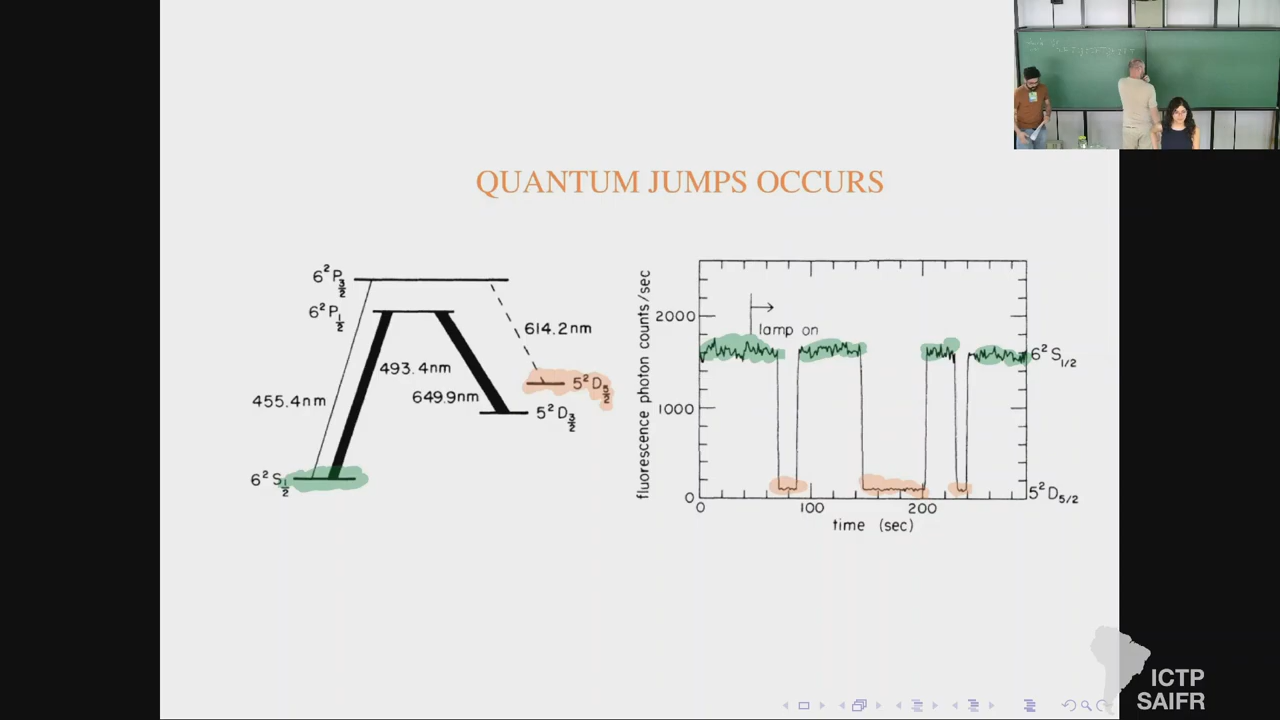 QUANTUM JUMPS OCCURS
6²P3/2
6²P1/2
614.2nm
493.4nm
5²D5/2
455.4nm
649.9nm
5²D3/2
6²S1/2
fluorescence photon counts/sec
2000
lamp on
6²S1/2
1000
0
5²D5/2
0
100
200
time (sec)
ICTP
SAIFR